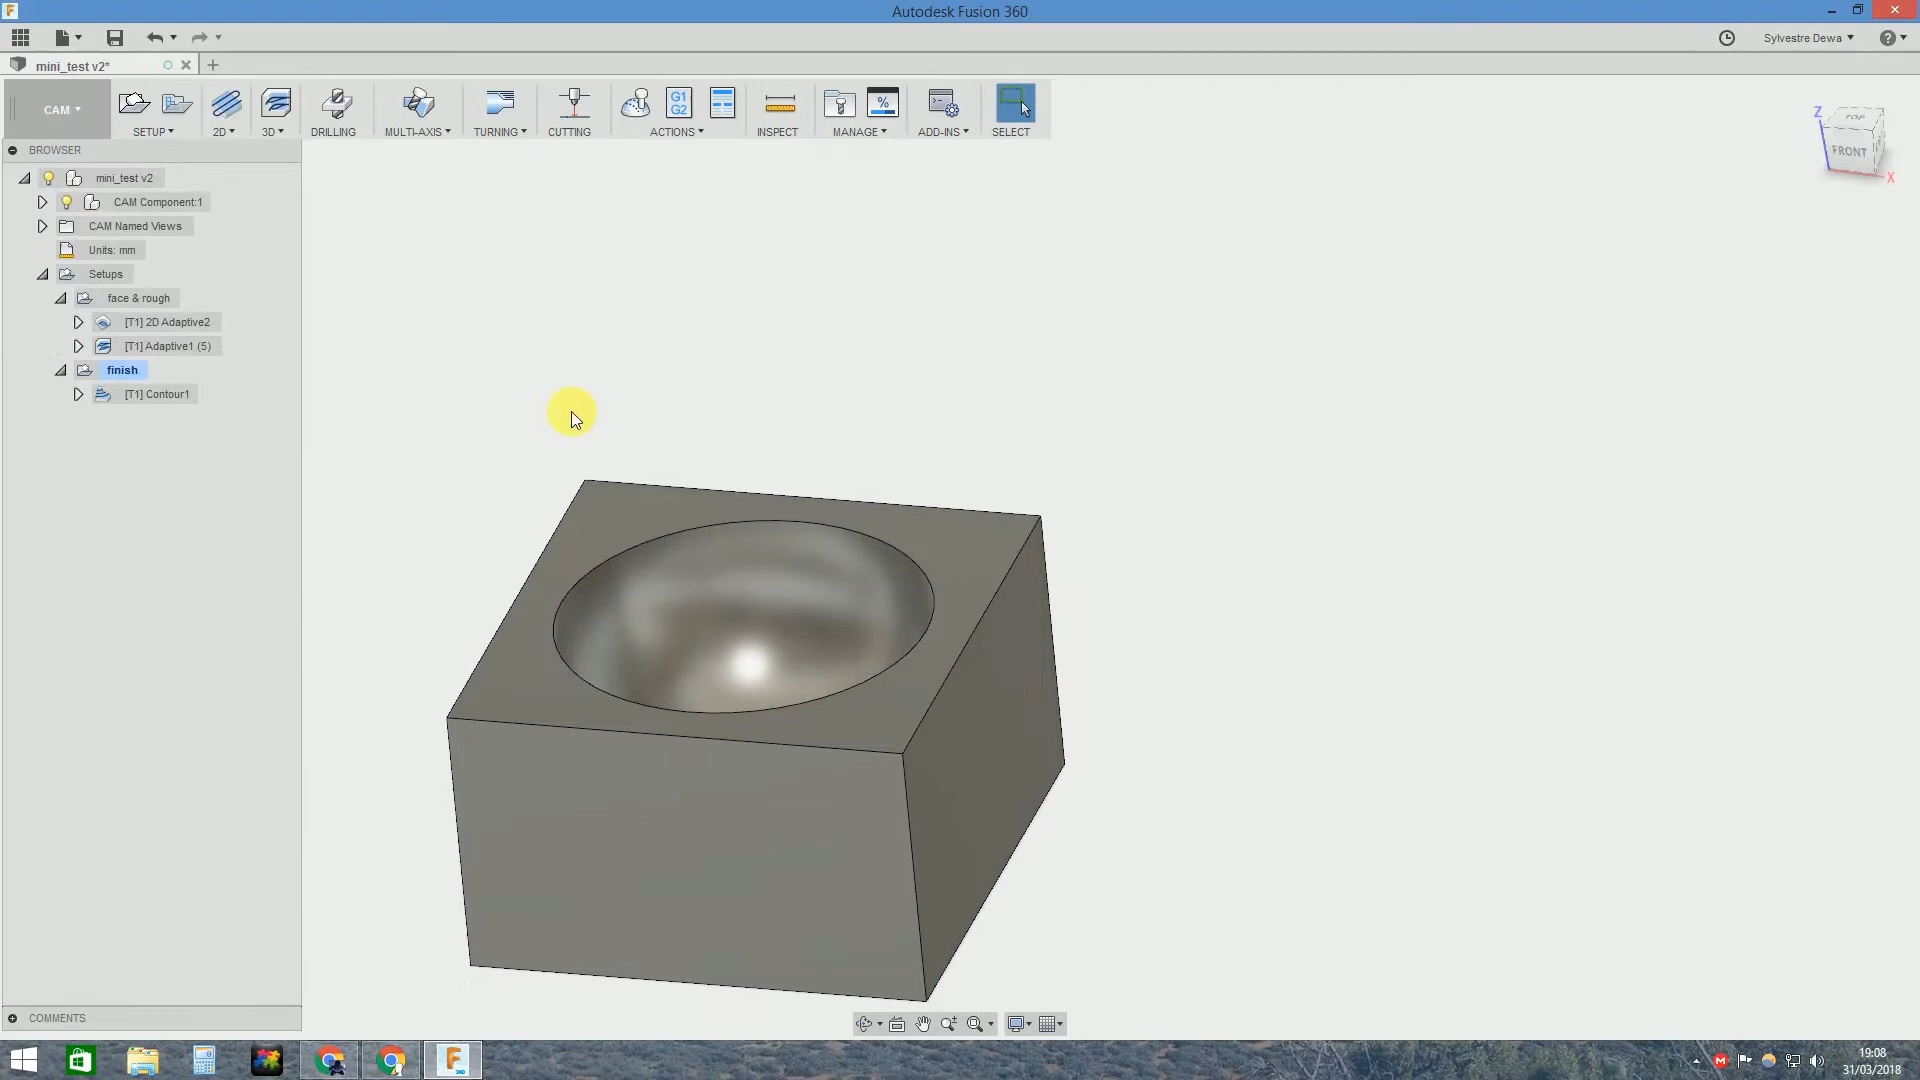 Autodesk Fusion 360
Sylvestre Dewa
mini_test v2*
CAM
SETUP
2D
3D
DRILLING
MULTI-AXIS
TURNING
CUTTING
G1
G2
ACTIONS
INSPECT
%
MANAGE
ADD-INS
SELECT
BROWSER
mini_test v2
CAM Component:1
CAM Named Views
Units: mm
Setups
face & rough
[T1] 2D Adaptive2
[T1] Adaptive1 (5)
finish
[T1] Contour1
Z
TOP
FRONT
X
COMMENTS
19:08
31/03/2018